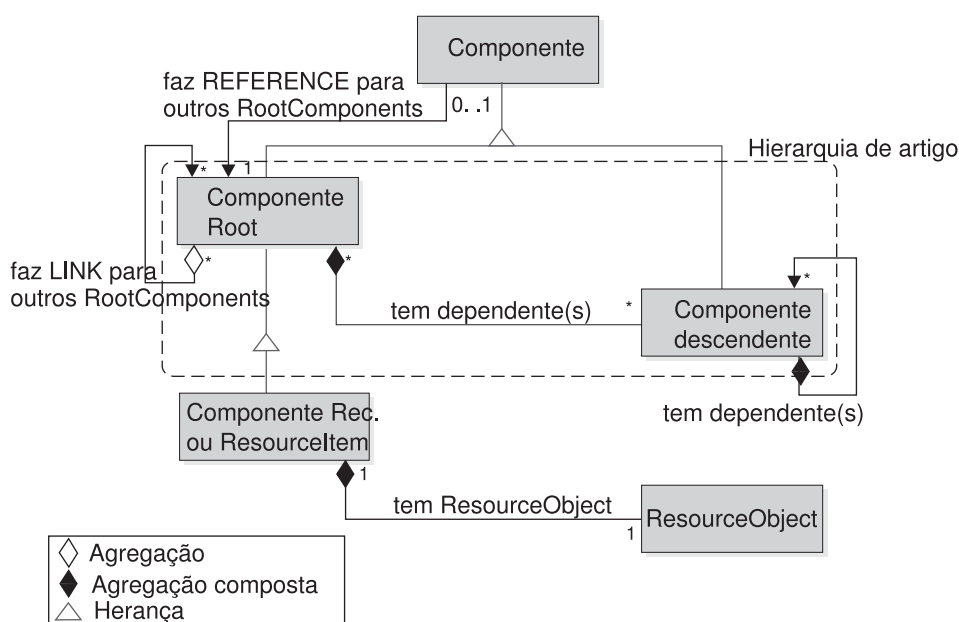 Componente
faz REFERENCE para
outros RootComponents
0. .1
Hierarquia de artigo
*
1
Componente
Root
*
*
faz LINK para
outros RootComponents
tem dependente(s)
*
*
Componente
descendente
tem dependente(s)
Componente Rec.
ou ResourceItem
1
tem ResourceObject
1
ResourceObject
Agregação
Agregação composta
Herança